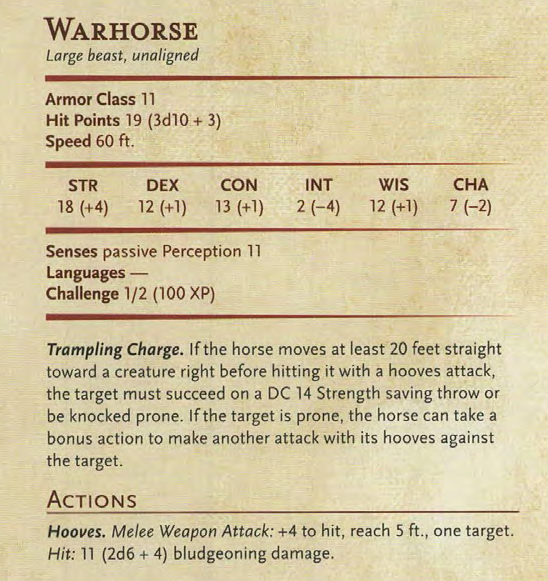 WARHORSE
Large beast, unaligned
Armor Class 11
Hit Points 19 (3d10 + 3)
Speed 60 ft.
STR DEX CON INT WIS CHA
18 (+4) 12 (+1) 13 (+1) 2 (–4) 12 (+1) 7 (–2)
Senses passive Perception 11
Languages —
Challenge 1/2 (100 XP)
Trampling Charge. If the horse moves at least 20 feet straight
toward a creature right before hitting it with a hooves attack,
the target must succeed on a DC 14 Strength saving throw or
be knocked prone. If the target is prone, the horse can take a
bonus action to make another attack with its hooves against
the target.
ACTIONS
Hooves. Melee Weapon Attack: +4 to hit, reach 5 ft., one target.
Hit: 11 (2d6 + 4) bludgeoning damage.